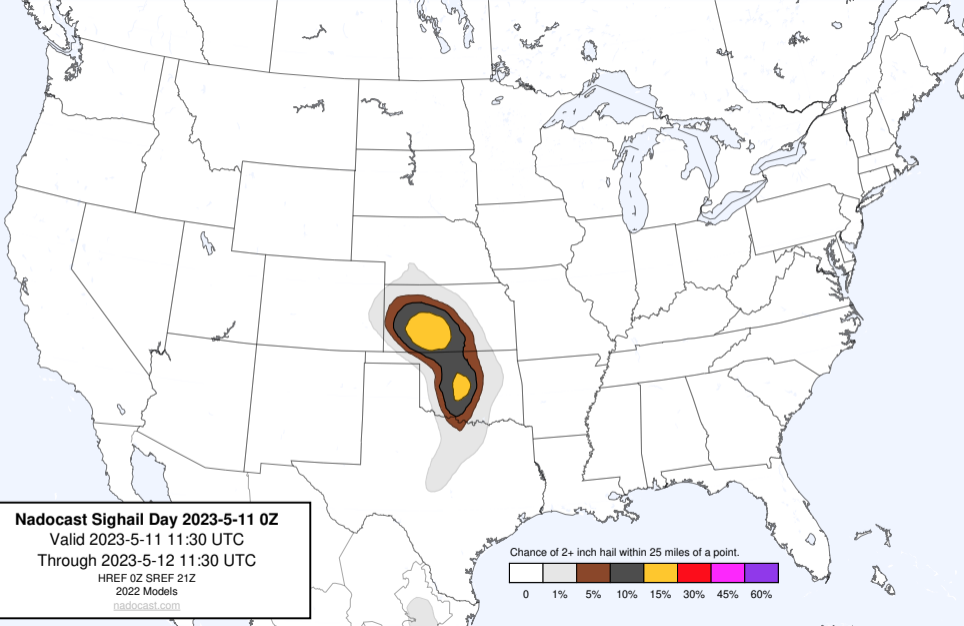 Nadocast Sighail Day 2023-5-11 0Z
Valid 2023-5-11 11:30 UTC
Through 2023-5-12 11:30 UTC
HREF 0Z SREF 21Z
2022 Models
nadocast.com
Chance of 2+ inch hail within 25 miles of a point.
0 1% 5% 10% 15% 30% 45% 60%